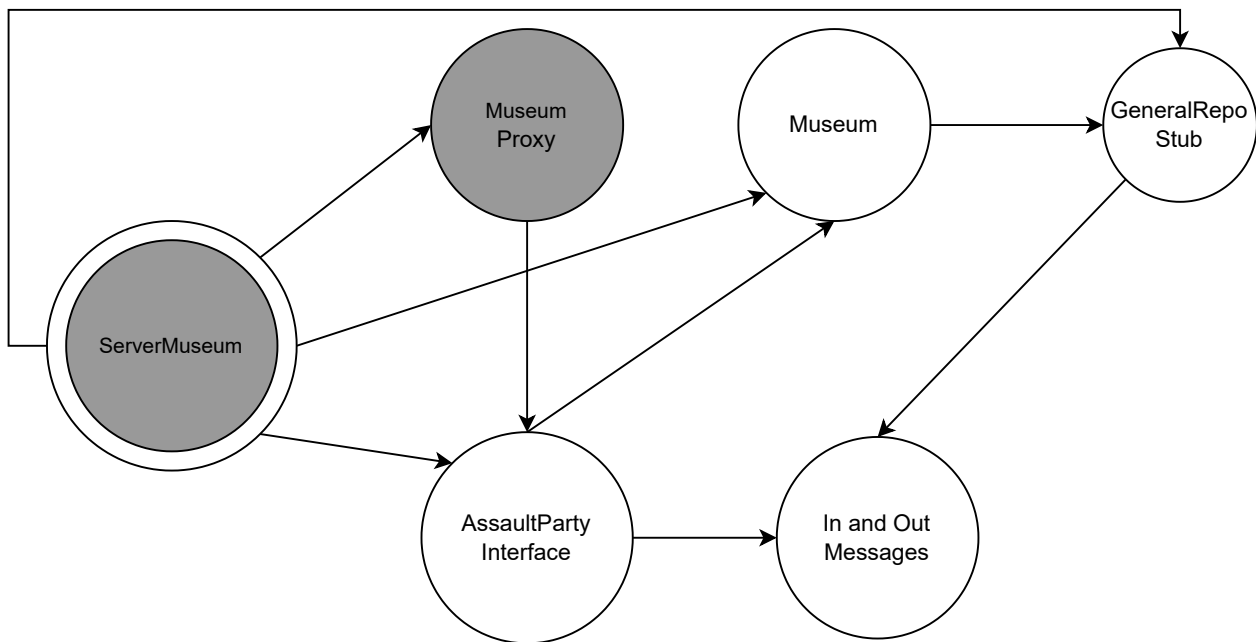 Museum
Proxy
Museum
GeneralRepo
Stub
ServerMuseum
AssaultParty
Interface
In and Out
Messages